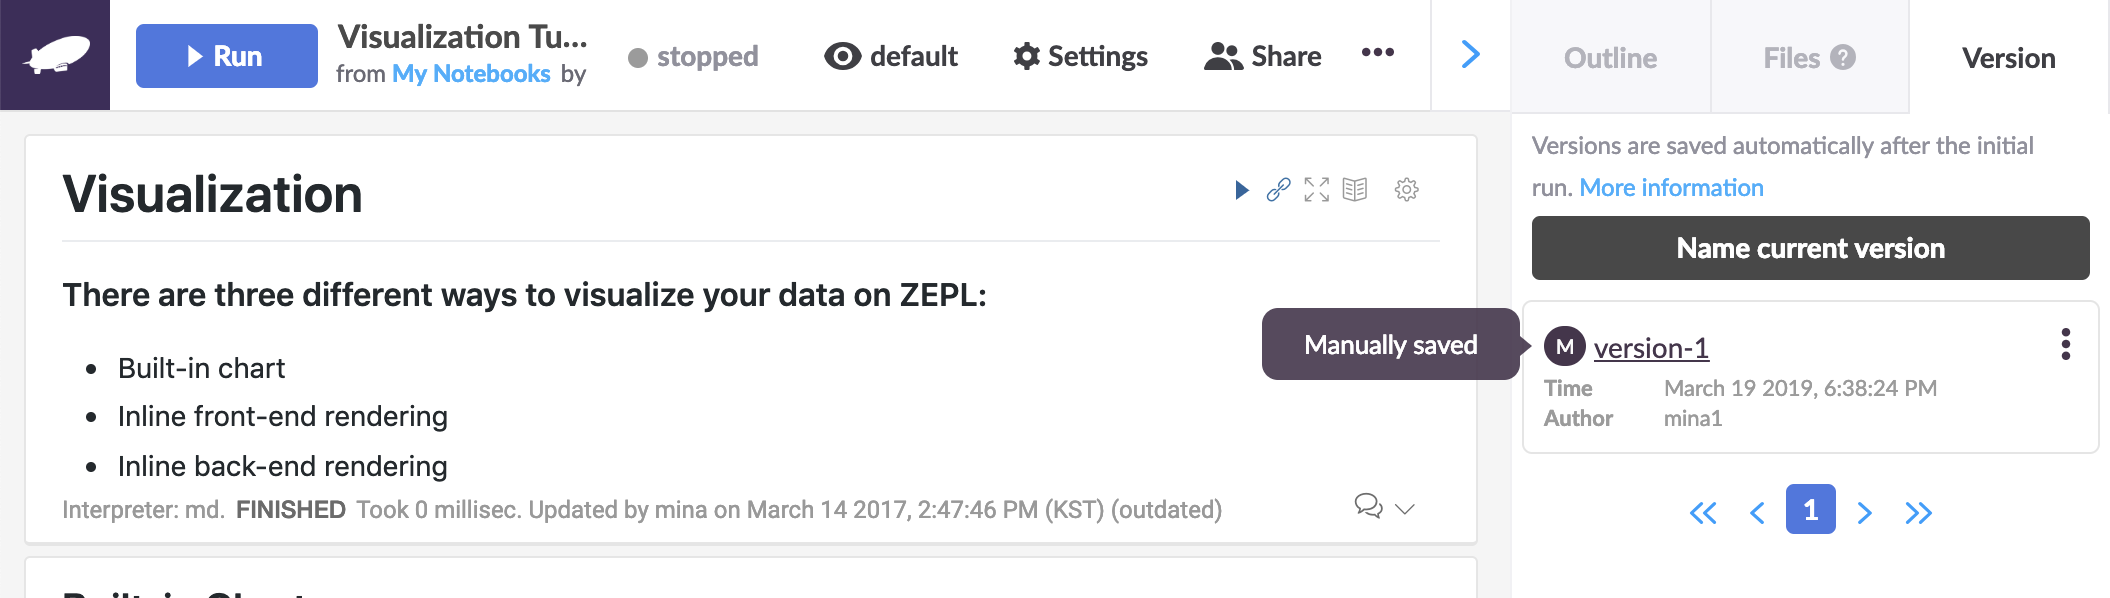 Run
Visualization Tu...
from My Notebooks by
stopped
default
Settings
Share
Outline
Files ?
Version
Versions are saved automatically after the initial
run. More information
Name current version
Visualization
There are three different ways to visualize your data on ZEPL:
• Built-in chart
• Inline front-end rendering
• Inline back-end rendering
Interpreter: md. FINISHED Took 0 millisec. Updated by mina on March 14 2017, 2:47:46 PM (KST) (outdated)
Manually saved
M version-1
Time March 19 2019, 6:38:24 PM
Author mina1
1